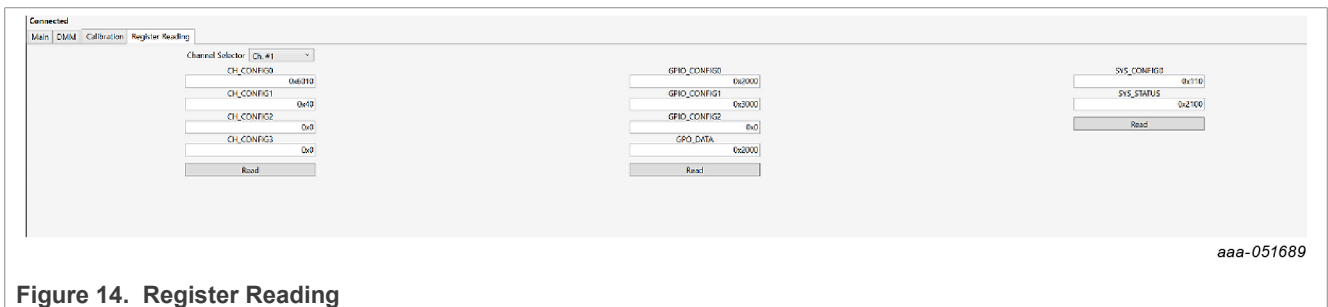 Connected
Main DMM Calibration Register Reading
Channel Selector Ch. #1
CH_CONFIG0
0x6010
CH_CONFIG1
0x40
CH_CONFIG2
0x0
CH_CONFIG3
0x0
Read
GPIO_CONFIG0
0x2000
GPIO_CONFIG1
0x3000
GPIO_CONFIG2
0x0
GPO_DATA
0x2000
Read
SYS_CONFIG0
0x110
SYS_STATUS
0x2100
Read
aaa-051689
Figure 14. Register Reading